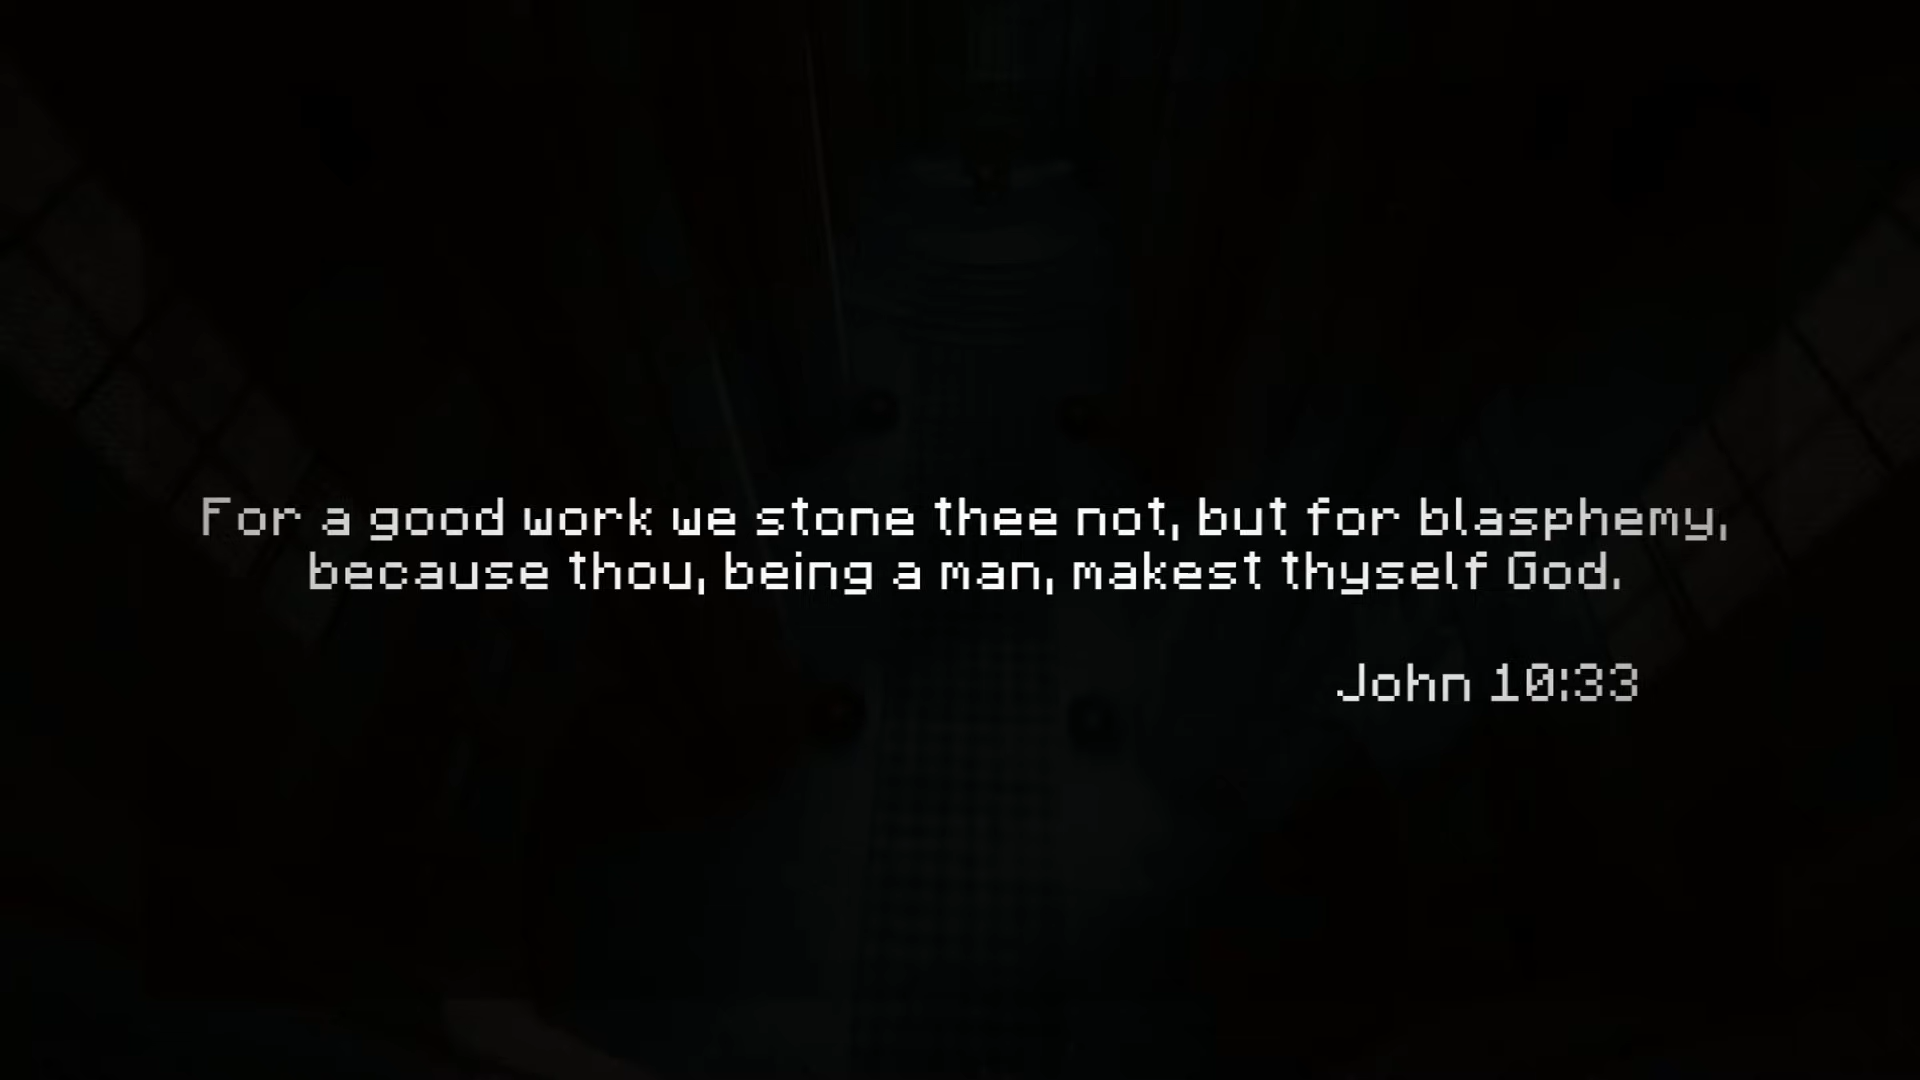 For a good work we stone thee not, but for blasphemy,
because thou, being a man, makest thyself God.
John 10:33